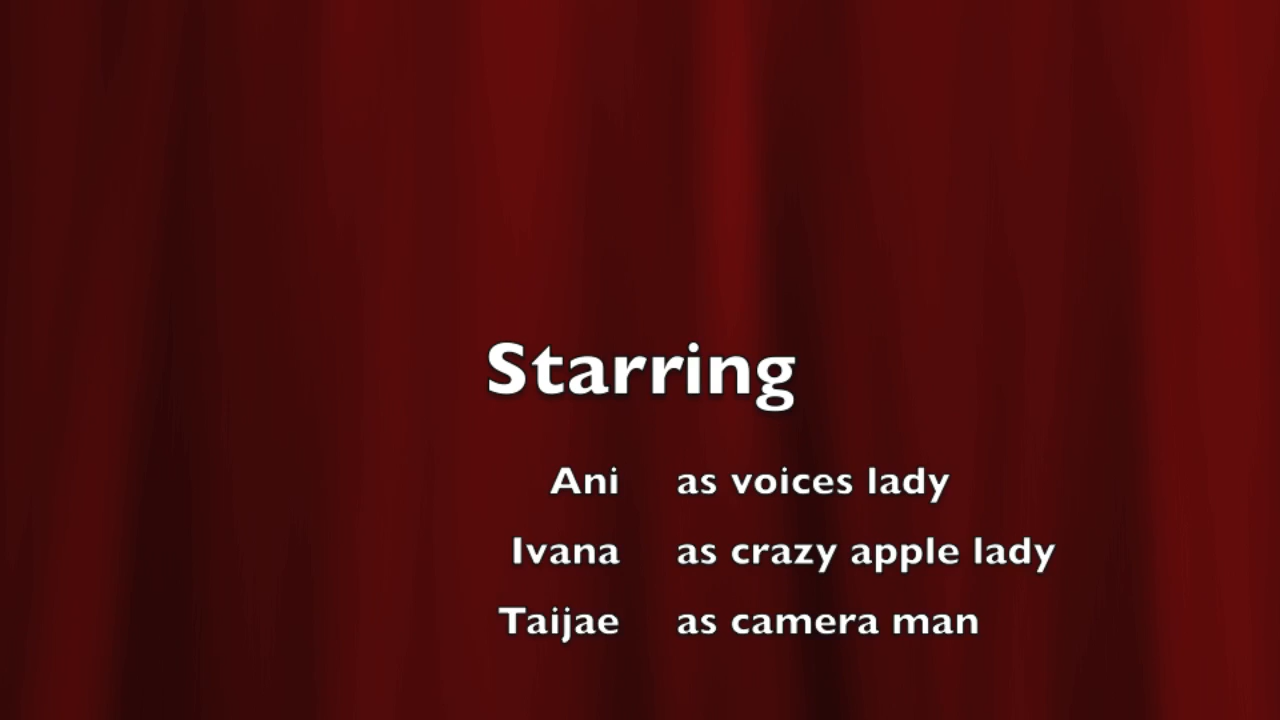 Starring
Ani as voices lady
Ivana as crazy apple lady
Taijae as camera man